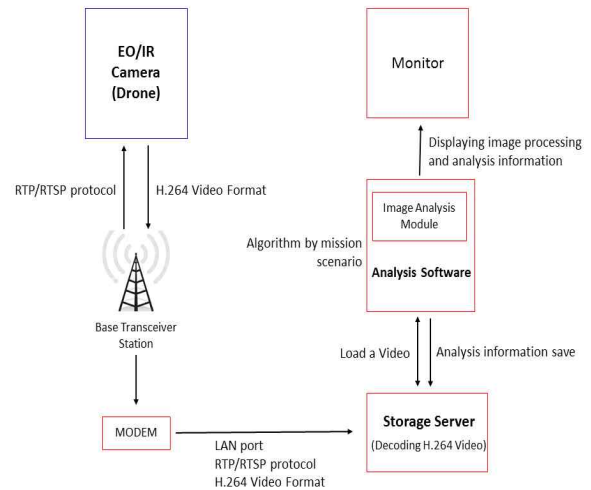 EO/IR
Camera
(Drone)
Monitor
Displaying image processing
and analysis information
RTP/RTSP protocol
H.264 Video Format
Image Analysis
Module
Algorithm by mission
scenario
Analysis Software
Base Transceiver
Station
Load a Video
Analysis information save
MODEM
LAN port
RTP/RTSP protocol
H.264 Video Format
Storage Server
(Decoding H.264 Video)